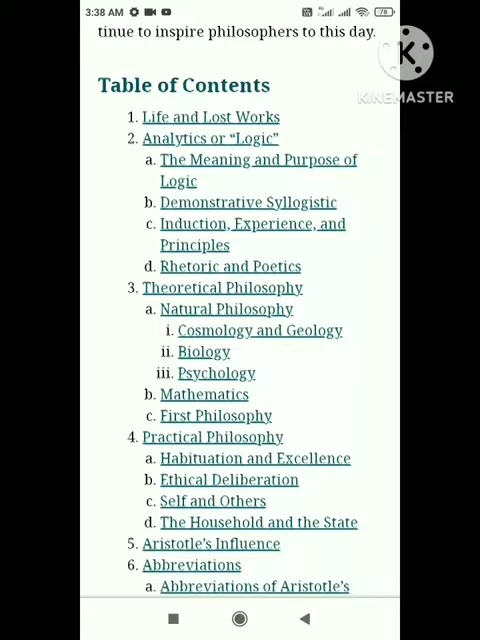 3:38 AM
78
tinue to inspire philosophers to this day.
KINEMASTER
Table of Contents
1. Life and Lost Works
2. Analytics or “Logic”
a. The Meaning and Purpose of
Logic
b. Demonstrative Syllogistic
c. Induction, Experience, and
Principles
d. Rhetoric and Poetics
3. Theoretical Philosophy
a. Natural Philosophy
i. Cosmology and Geology
ii. Biology
iii. Psychology
b. Mathematics
c. First Philosophy
4. Practical Philosophy
a. Habituation and Excellence
b. Ethical Deliberation
c. Self and Others
d. The Household and the State
5. Aristotle’s Influence
6. Abbreviations
a. Abbreviations of Aristotle’s